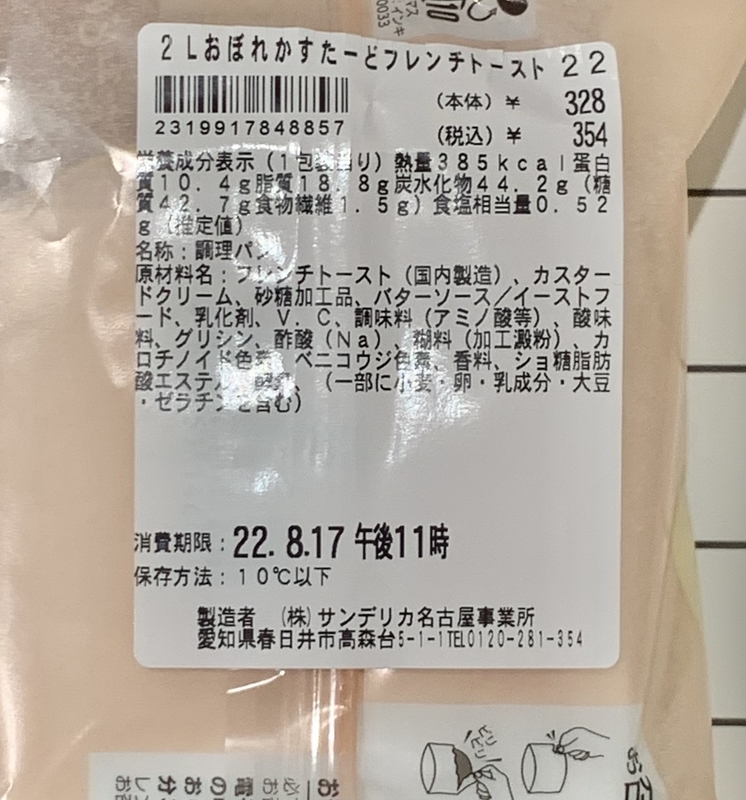 2Lおぼれかすたーどフレンチトースト22
(本体)¥ 328
2319917848857
(税込)¥ 354
栄養成分表示(1包装当り)熱量385kcal蛋白
質10.4g脂質18.8g炭水化物44.2g(糖
質42.7g食物繊維1.5g)食塩相当量0.52
g(推定値)
名称:調理パン
原材料名:フレンチトースト(国内製造)、カスター
ドクリーム、砂糖加工品、バターソース/イーストフ
ード、乳化剤、V.C、調味料(アミノ酸等)、酸味
料、グリシン、酢酸(Na)、糊料(加工澱粉)、カ
ロチノイド色素、ベニコウジ色素、香料、ショ糖脂肪
酸エステル、、(一部に小麦・卵・乳成分・大豆
・ゼラチンを含む)
消費期限:22.8.17午後11時
保存方法:10℃以下
製造者 (株)サンデリカ名古屋事業所
愛知県春日井市高森台5-1-1TEL0120-281-354
ビリビリ